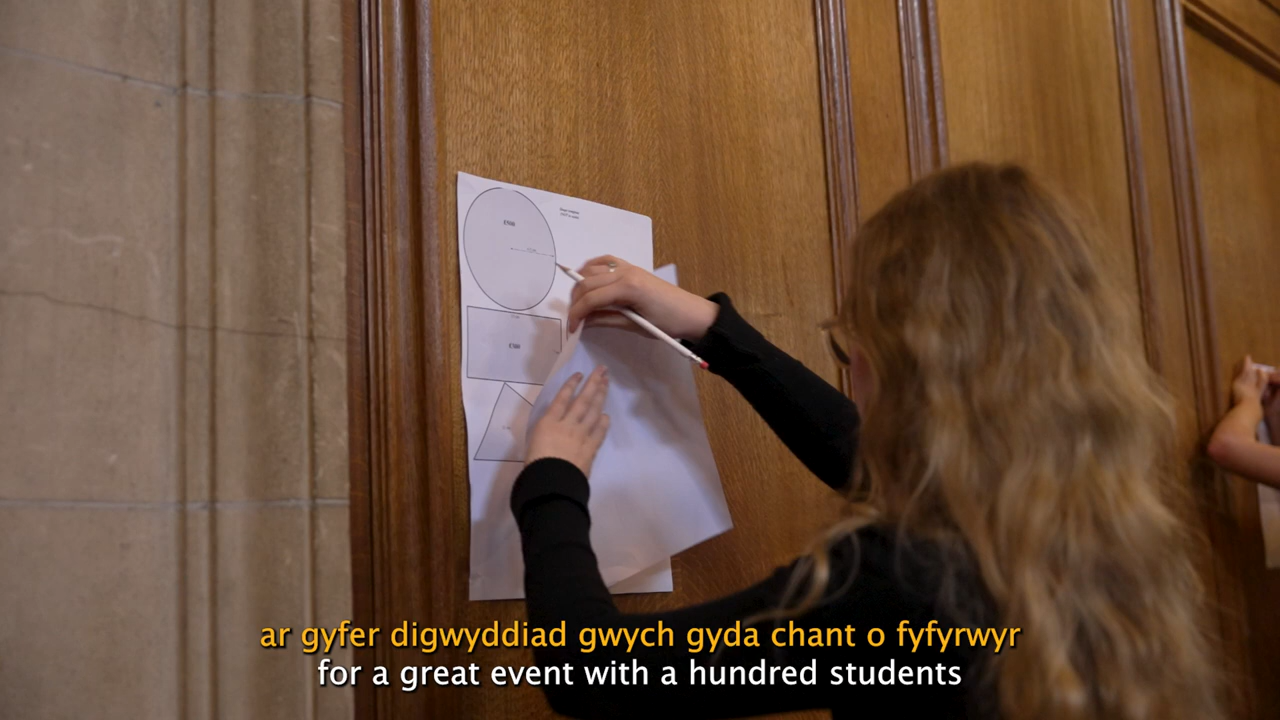 ar gyfer digwyddiad gwych gyda chant o fyfyrwyr
for a great event with a hundred students